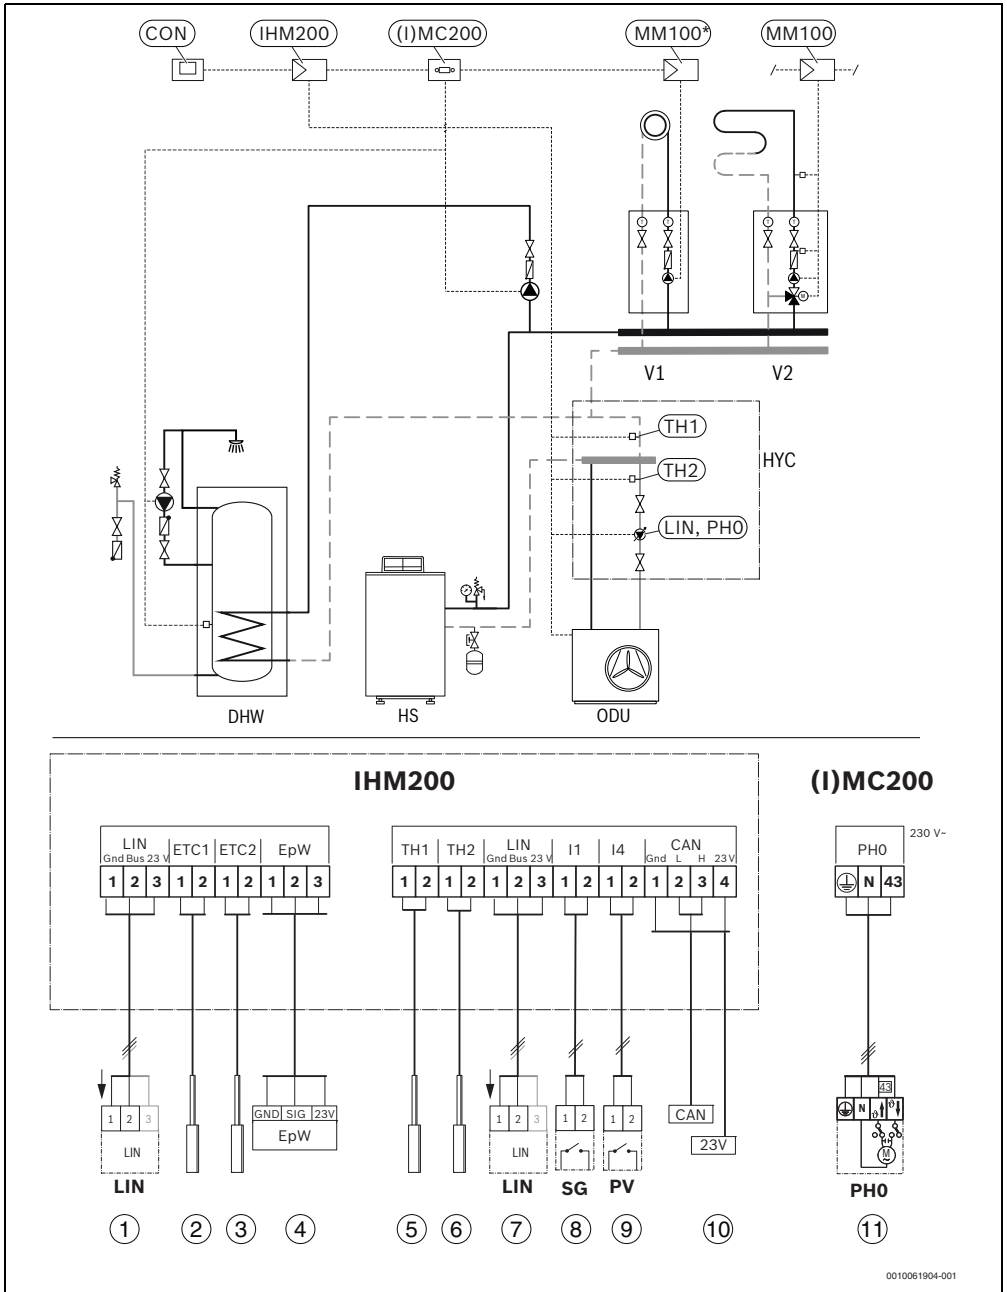 CON IHM200 (I)MC200 MM100* MM100
T T T T
M
V1 V2
TH1
HYC
TH2
LIN, PH0
DHW HS ODU
IHM200 (I)MC200
230 V~
LIN ETC1 ETC2 EpW TH1 TH2 LIN I1 I4 CAN PH0
Gnd Bus 23 V Gnd Bus 23 V Gnd L H 23 V
1 2 3 1 2 1 2 1 2 3 1 2 1 2 1 2 3 1 2 1 2 1 2 3 4 N 43
43
GND SIG 23V CAN N ϑ ϑ
1 2 3 EpW 1 2 3 1 2 1 2
LIN LIN 23V M
LIN LIN SG PV PH0
1 2 3 4 5 6 7 8 9 10 11
0010061904-001